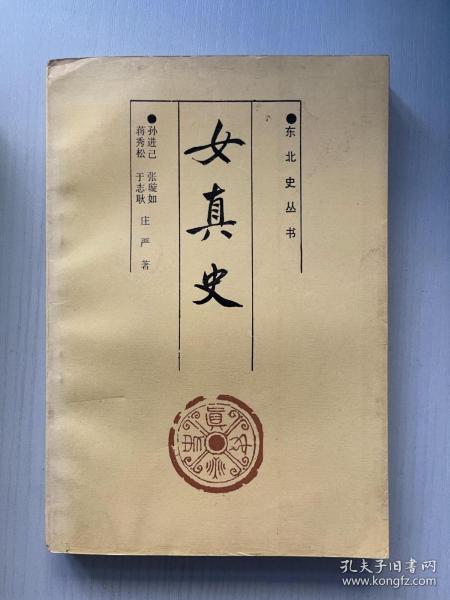 东北史丛书
女真史
孙进己 张璇如
蒋秀松 于志耿 庄严 著
真
孔夫子旧书网
www.kongfz.com